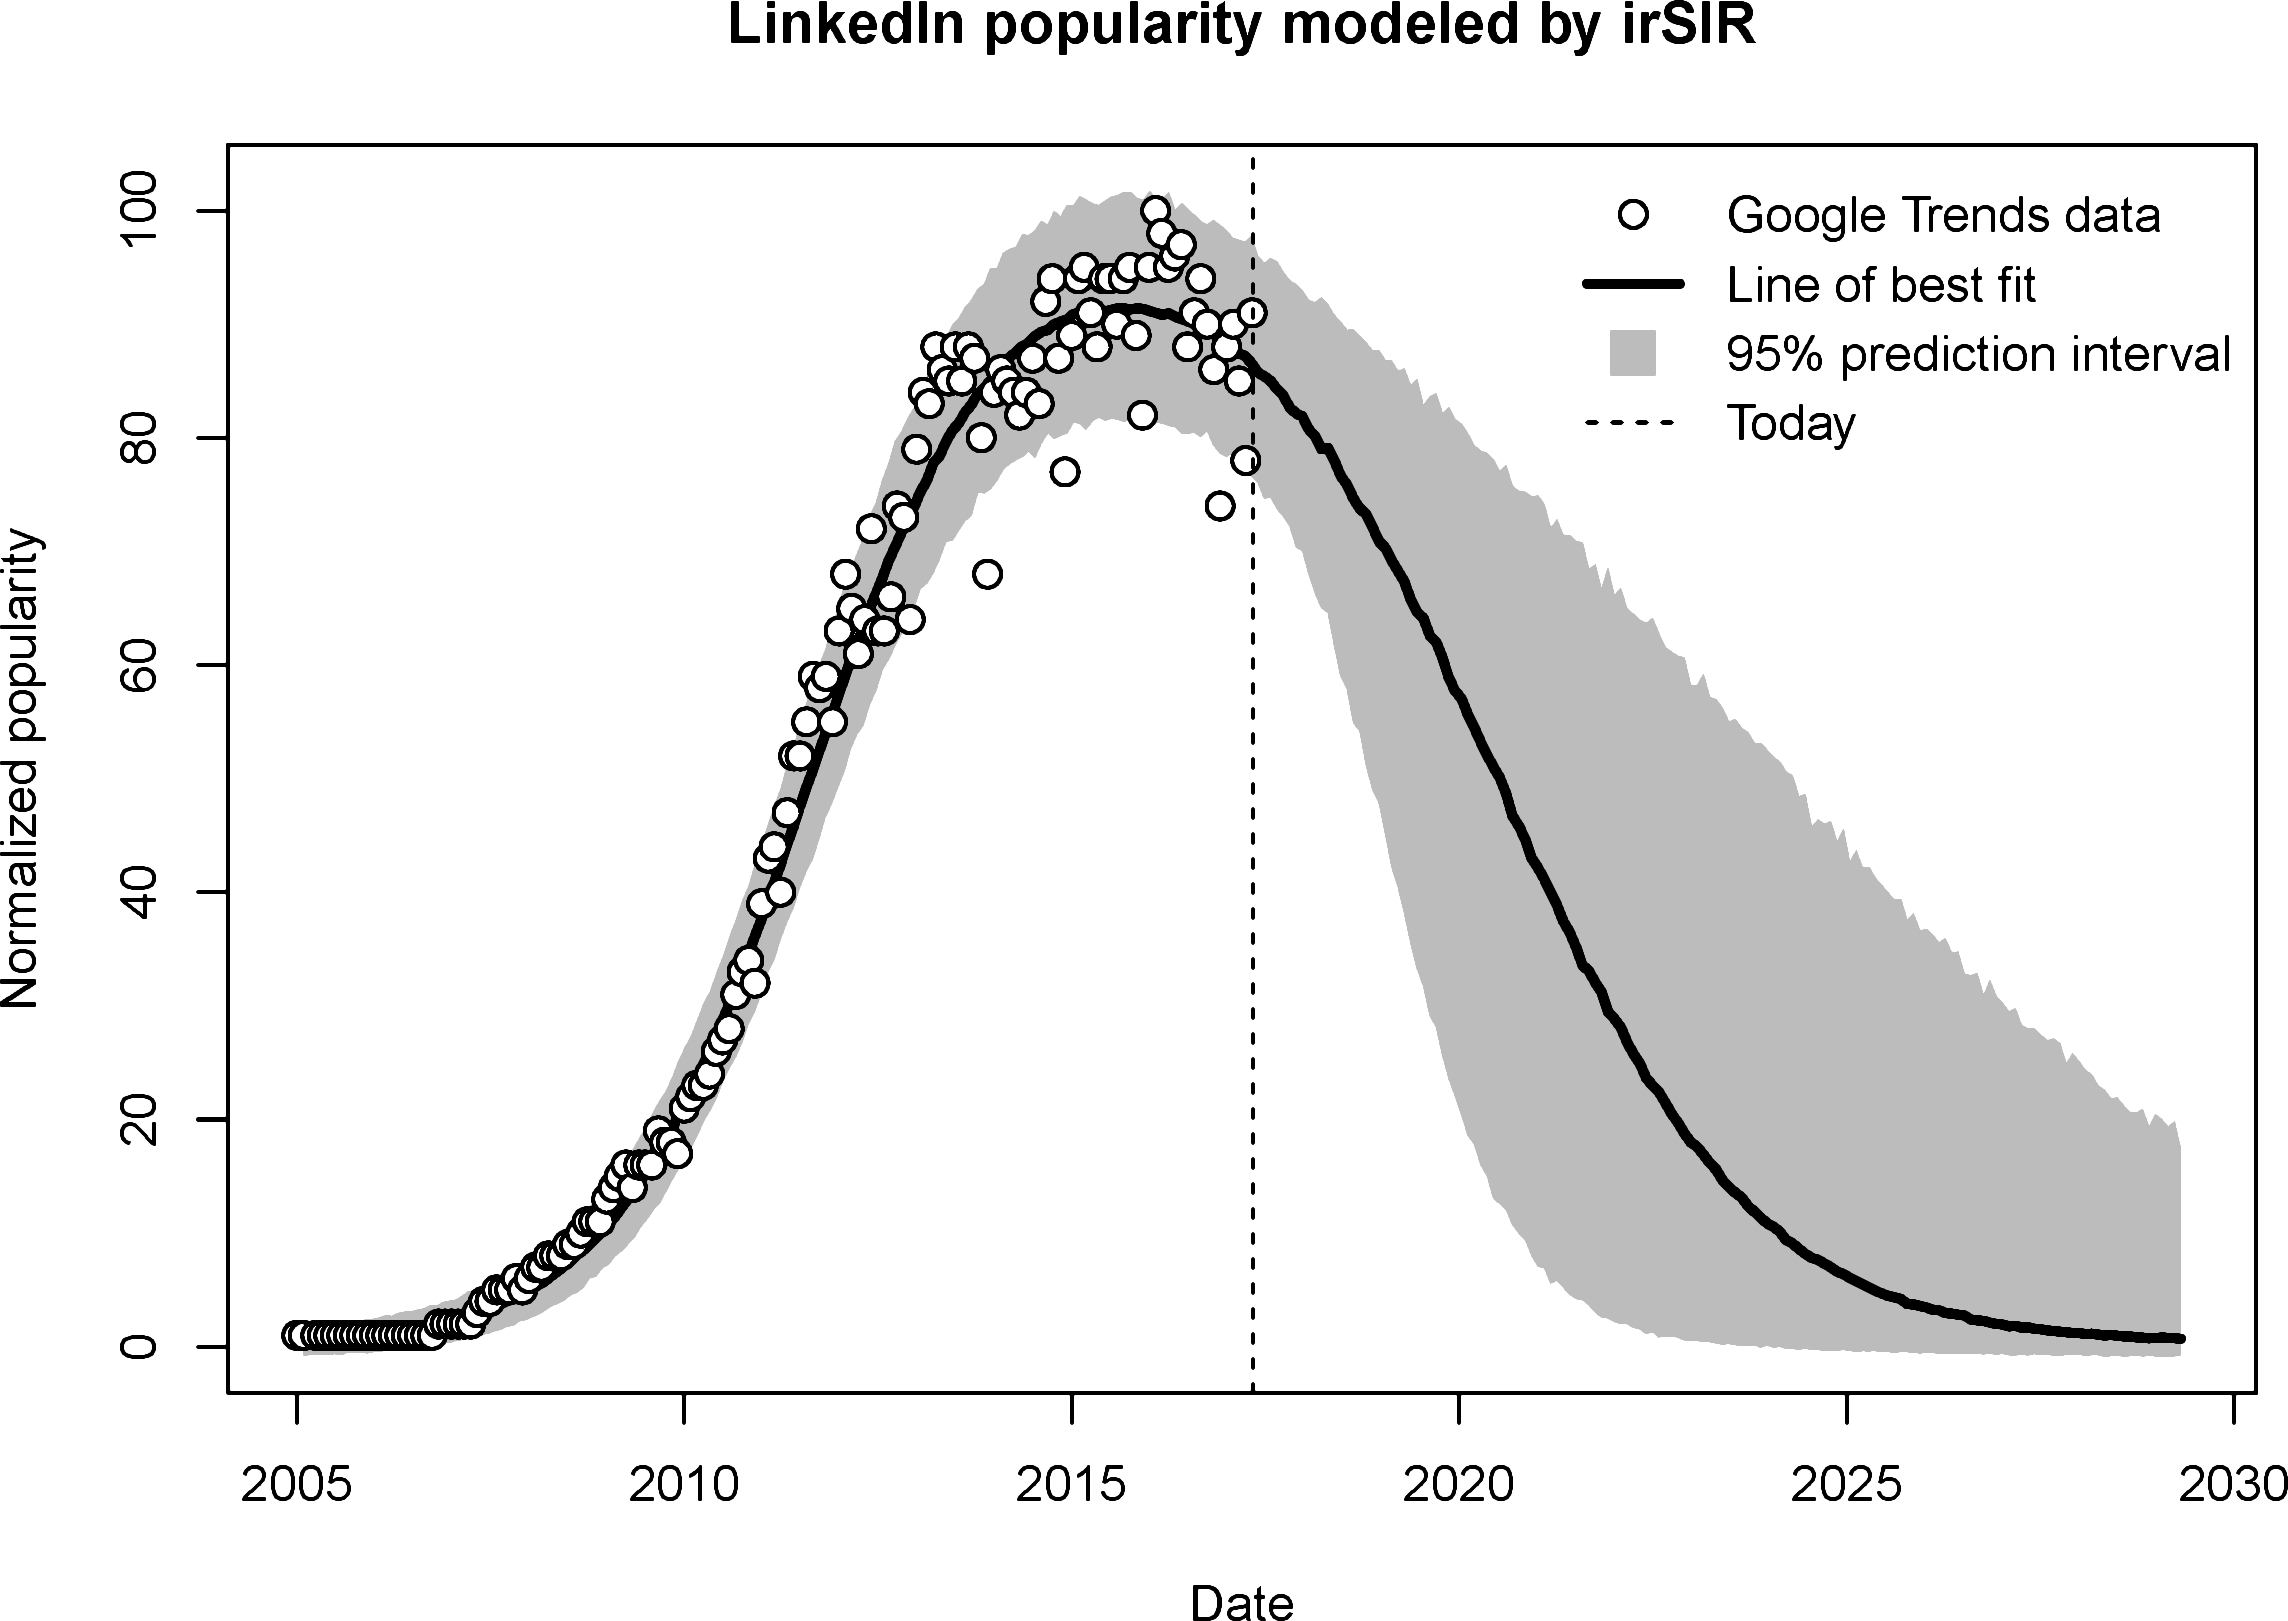 LinkedIn popularity modeled by irSIR
Google Trends data
Line of best fit
95% prediction interval
Today
Normalized popularity
100
80
60
40
20
0
2005 2010 2015 2020 2025 2030
Date